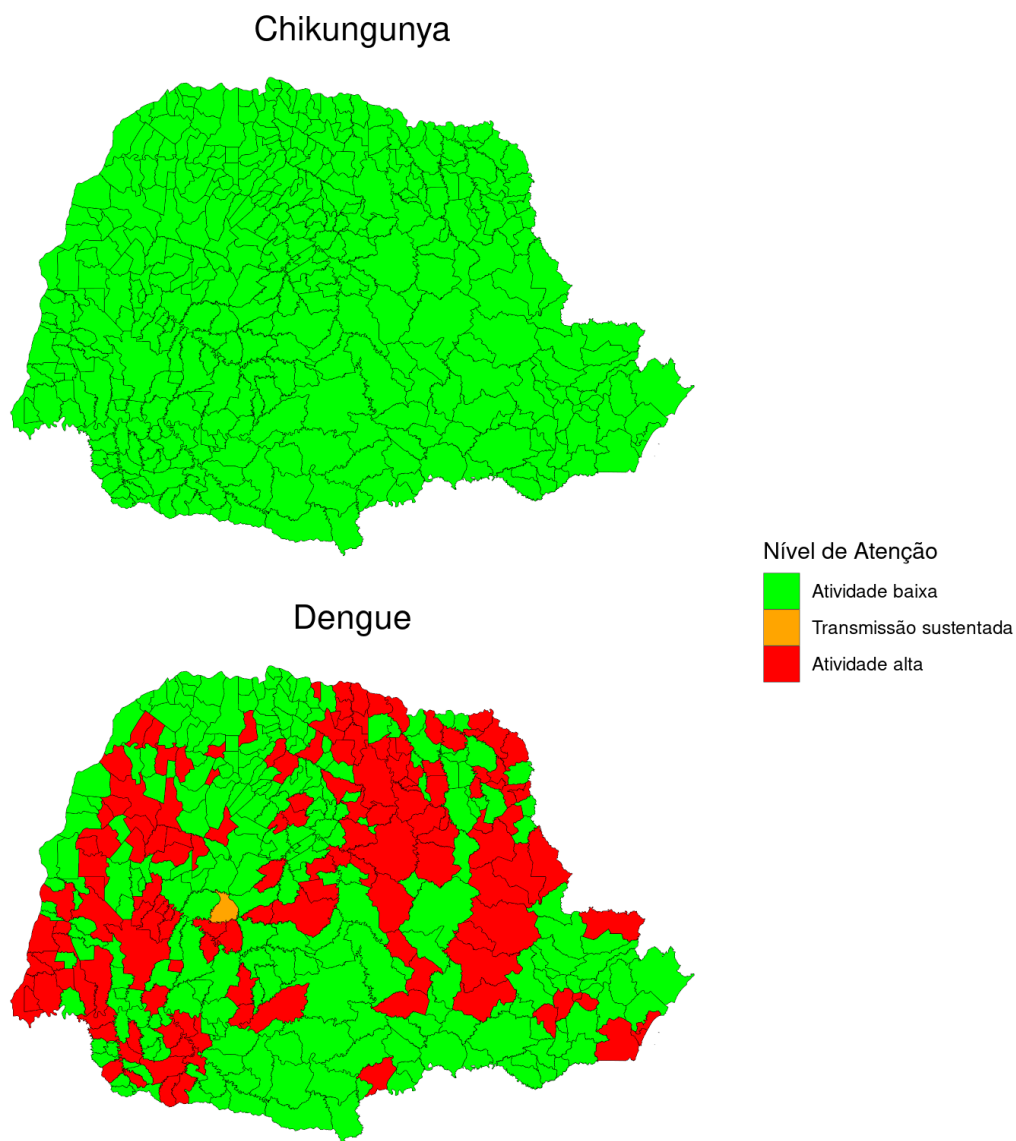 Chikungunya
Nível de Atenção
Atividade baixa
Transmissão sustentada
Atividade alta
Dengue